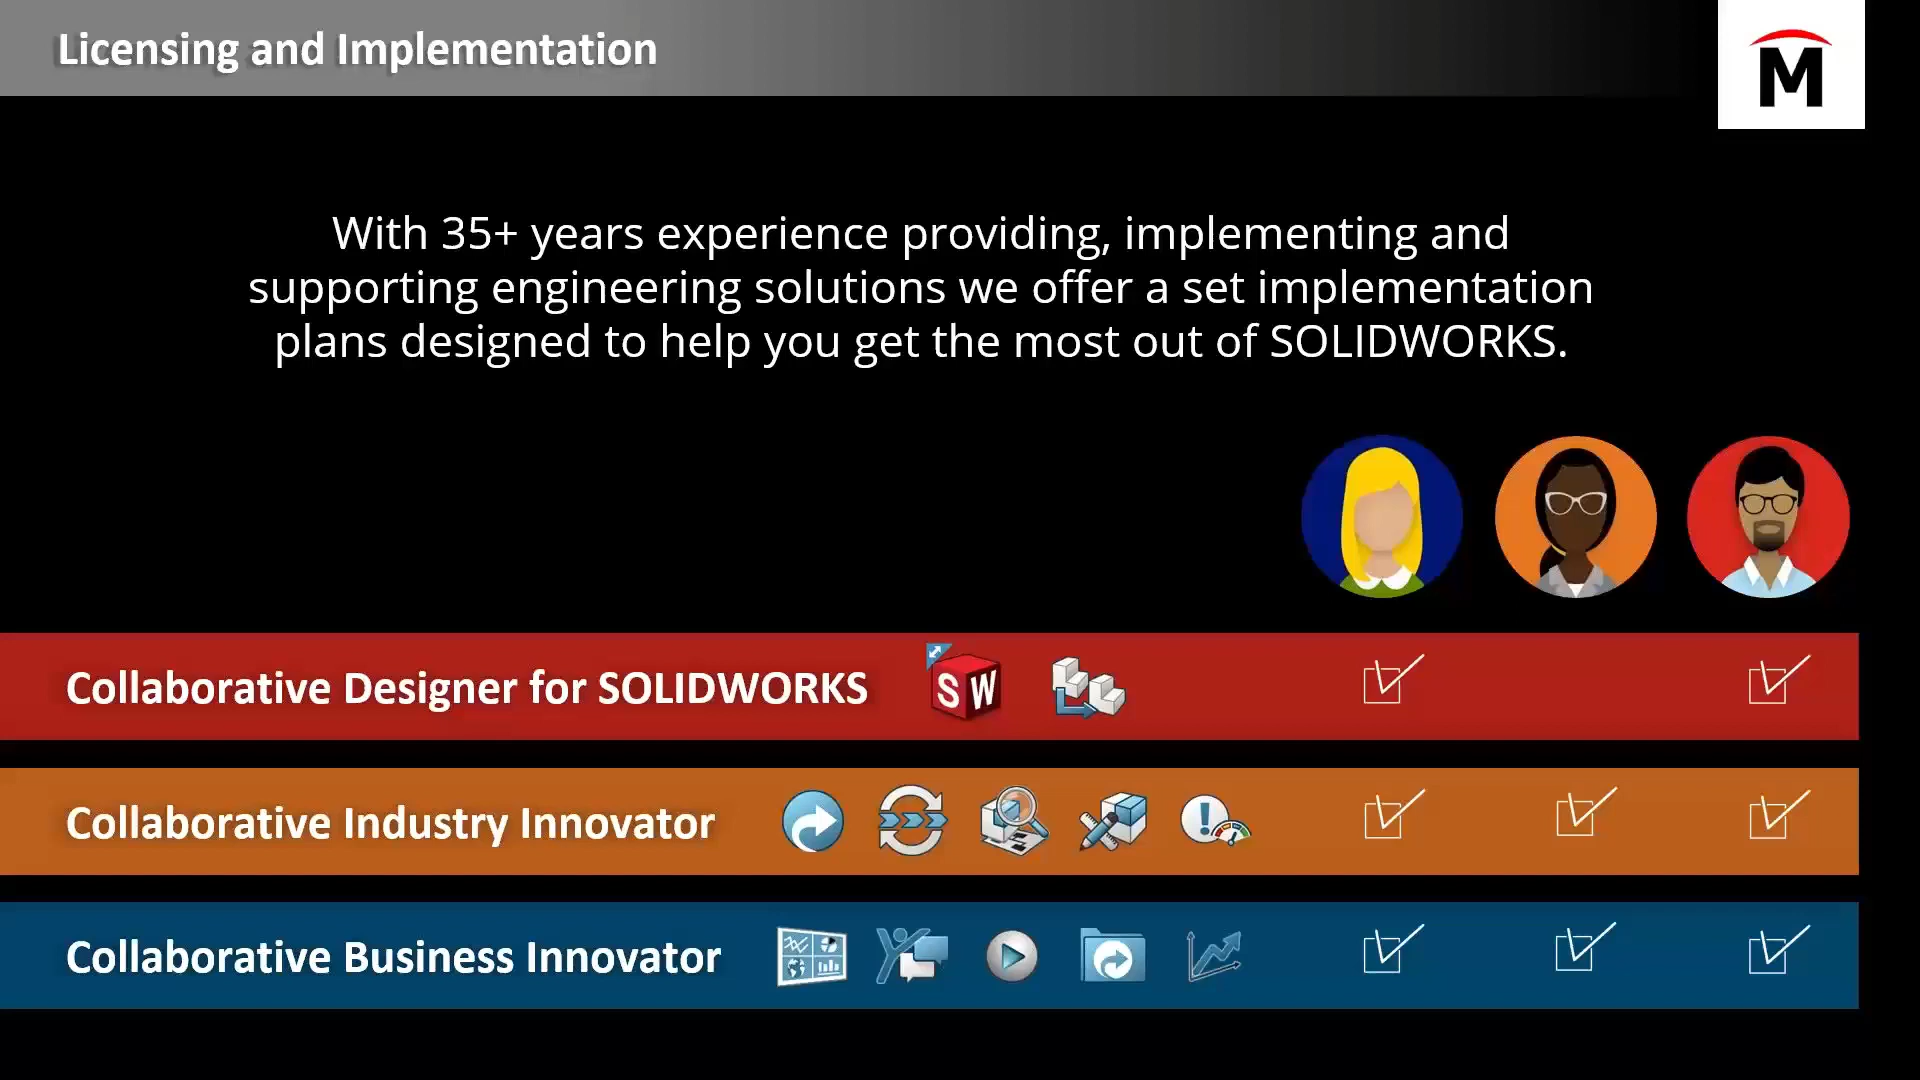 Licensing and Implementation
M
With 35+ years experience providing, implementing and
supporting engineering solutions we offer a set implementation
plans designed to help you get the most out of SOLIDWORKS.
Collaborative Designer for SOLIDWORKS
SW
Collaborative Industry Innovator
Collaborative Business Innovator